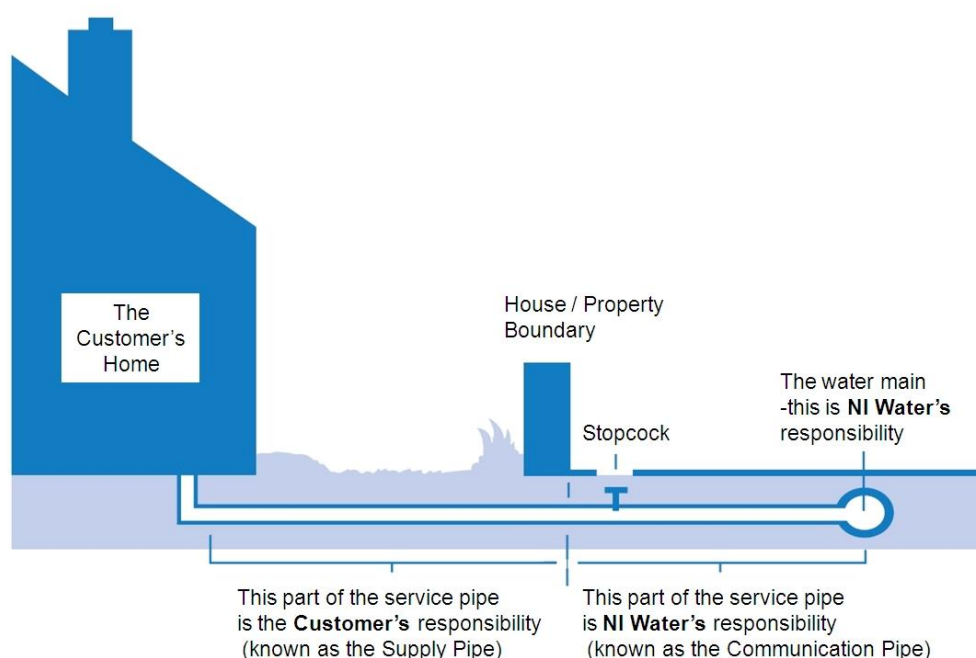 The
Customer's
Home
House / Property
Boundary
Stopcock
The water main
-this is NI Water's
responsibility
This part of the service pipe
is the Customer's responsibility
(known as the Supply Pipe)
This part of the service pipe
is NI Water's responsibility
(known as the Communication Pipe)